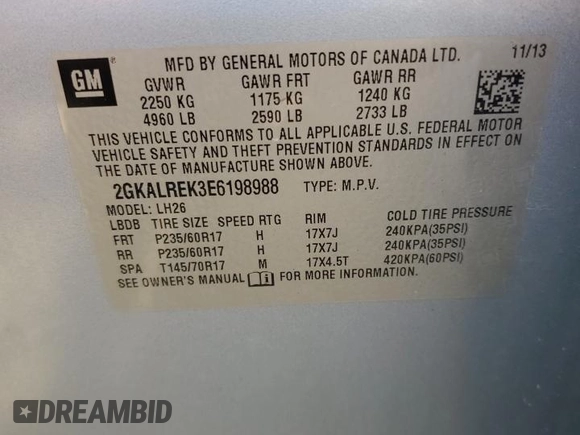 GM
MFD BY GENERAL MOTORS OF CANADA LTD. 11/13
GVWR GAWR FRT GAWR RR
2250 KG 1175 KG 1240 KG
4960 LB 2590 LB 2733 LB
THIS VEHICLE CONFORMS TO ALL APPLICABLE U.S. FEDERAL MOTOR
VEHICLE SAFETY AND THEFT PREVENTION STANDARDS IN EFFECT ON
THE DATE OF MANUFACTURE SHOWN ABOVE.
2GKALREK3E6198988 TYPE: M.P.V.
MODEL: LH26
LBDB TIRE SIZE SPEED RTG RIM COLD TIRE PRESSURE
FRT P235/60R17 H 17X7J 240KPA(35PSI)
RR P235/60R17 H 17X7J 240KPA(35PSI)
SPA T145/70R17 M 17X4.5T 420KPA(60PSI)
SEE OWNER'S MANUAL FOR MORE INFORMATION.
DREAMBID